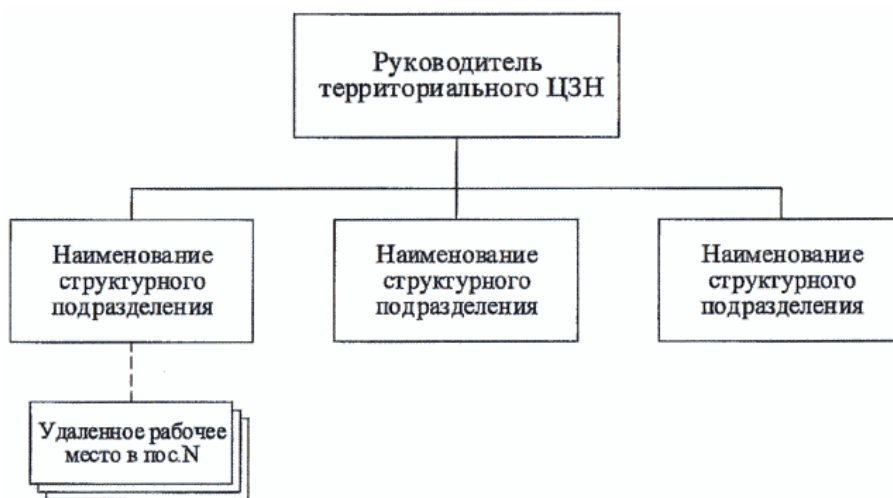 Руководитель
территориального ЦЗН
Наименование
структурного
подразделения
Наименование
структурного
подразделения
Наименование
структурного
подразделения
Удаленное рабочее
место в пос.N